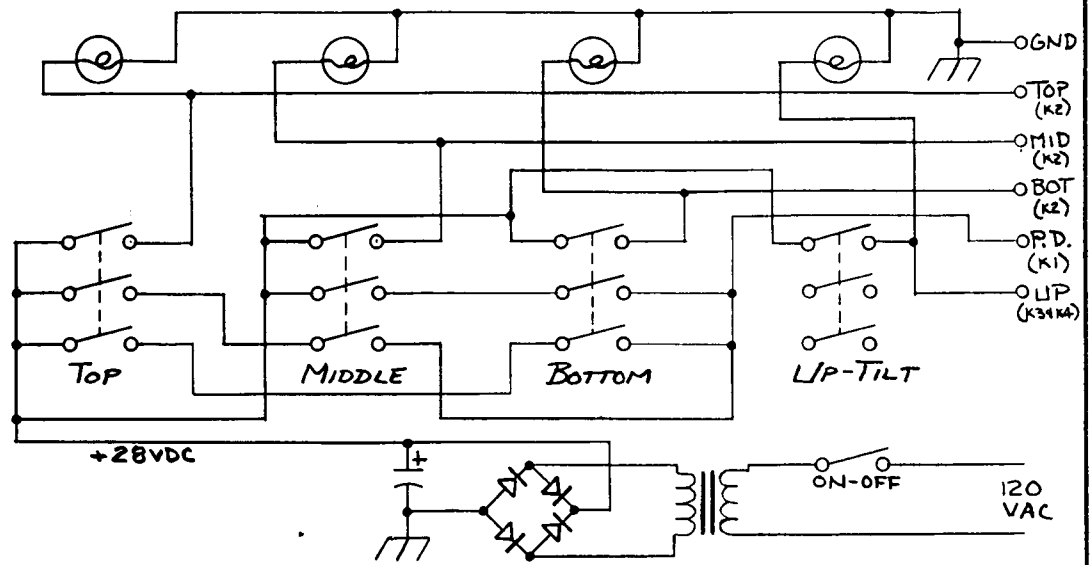 GND
TOP
(K2)
MID
(K2)
BOT
(K2)
P.D.
(K1)
UP
(K3&K4)
TOP MIDDLE BOTTOM UP-TILT
+28VDC
+
ON-OFF
120
VAC